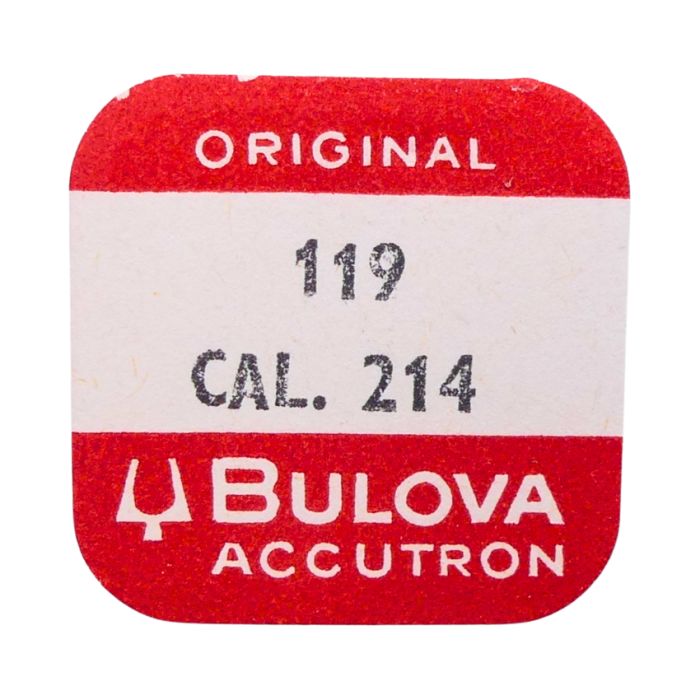 ORIGINAL
119
CAL. 214
BULOVA
ACCUTRON